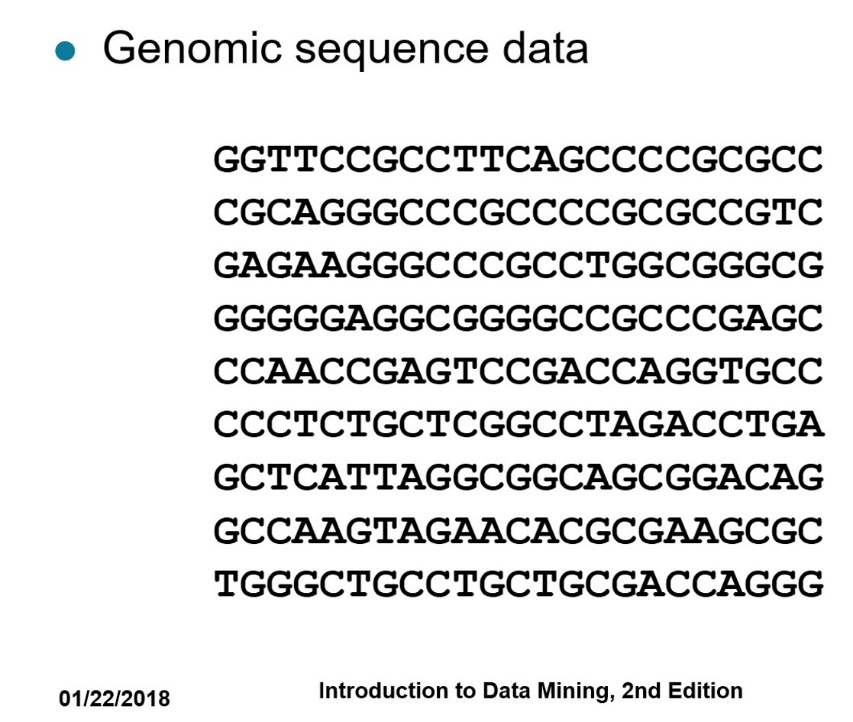 Genomic sequence data
GGTTCCGCCTTCAGCCCCGCGCC
CGCAGGGCCCGCCCCGCGCCGTC
GAGAAGGGCCCGCCTGGCGGGCG
GGGGGAGGCGGGGCCGCCCGAGC
CCAACCGAGTCCGACCAGGTGCC
CCCTCTGCTCGGCCTAGACCTGA
GCTCATTAGGCGGCAGCGGACAG
GCCAAGTAGAACACGCGAAGCGC
TGGGCTGCCTGCTGCGACCAGGG
01/22/2018
Introduction to Data Mining, 2nd Edition